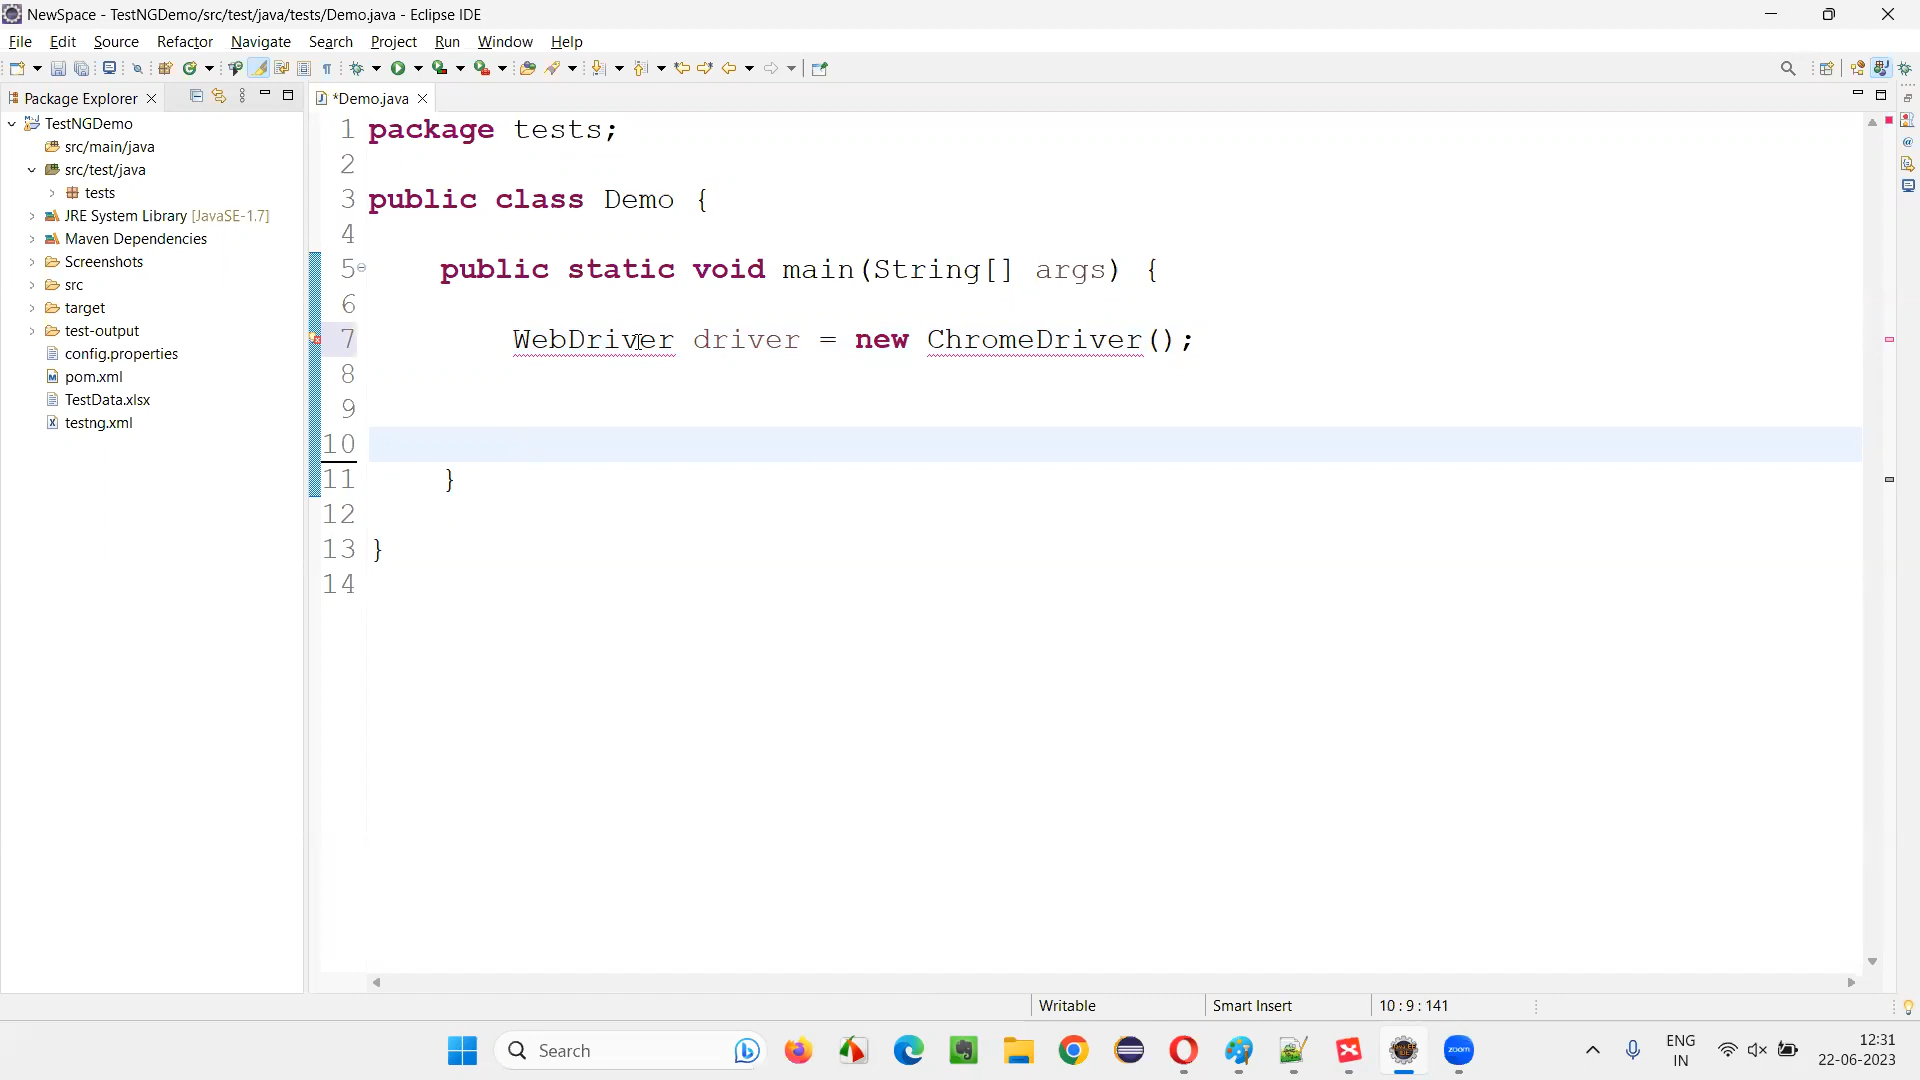 NewSpace - TestNGDemo/src/test/java/tests/Demo.java - Eclipse IDE
File Edit Source Refactor Navigate Search Project Run Window Help
Package Explorer
*Demo.java
TestNGDemo
src/main/java
src/test/java
tests
JRE System Library [JavaSE-1.7]
Maven Dependencies
Screenshots
src
target
test-output
config.properties
pom.xml
TestData.xlsx
testng.xml
1 package tests;
2
3 public class Demo {
4
5 public static void main(String[] args) {
6
7 WebDriver driver = new ChromeDriver();
8
9
10
11 }
12
13 }
14
Writable Smart Insert 10 : 9 : 141
Search
zoom
ENG
IN
12:31
22-06-2023